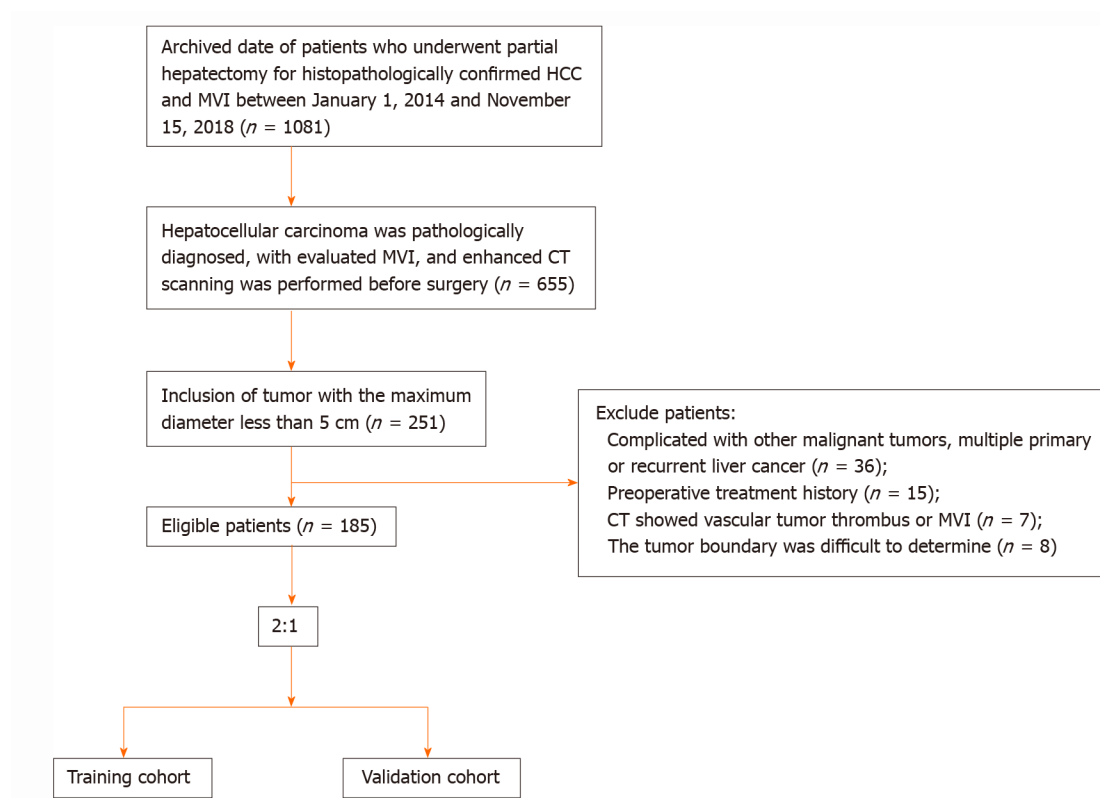 Archived date of patients who underwent partial
hepatectomy for histopathologically confirmed HCC
and MVI between January 1, 2014 and November
15, 2018 (n = 1081)
Hepatocellular carcinoma was pathologically
diagnosed, with evaluated MVI, and enhanced CT
scanning was performed before surgery (n = 655)
Inclusion of tumor with the maximum
diameter less than 5 cm (n = 251)
Exclude patients:
Complicated with other malignant tumors, multiple primary
or recurrent liver cancer (n = 36);
Preoperative treatment history (n = 15);
CT showed vascular tumor thrombus or MVI (n = 7);
The tumor boundary was difficult to determine (n = 8)
Eligible patients (n = 185)
2:1
Training cohort
Validation cohort